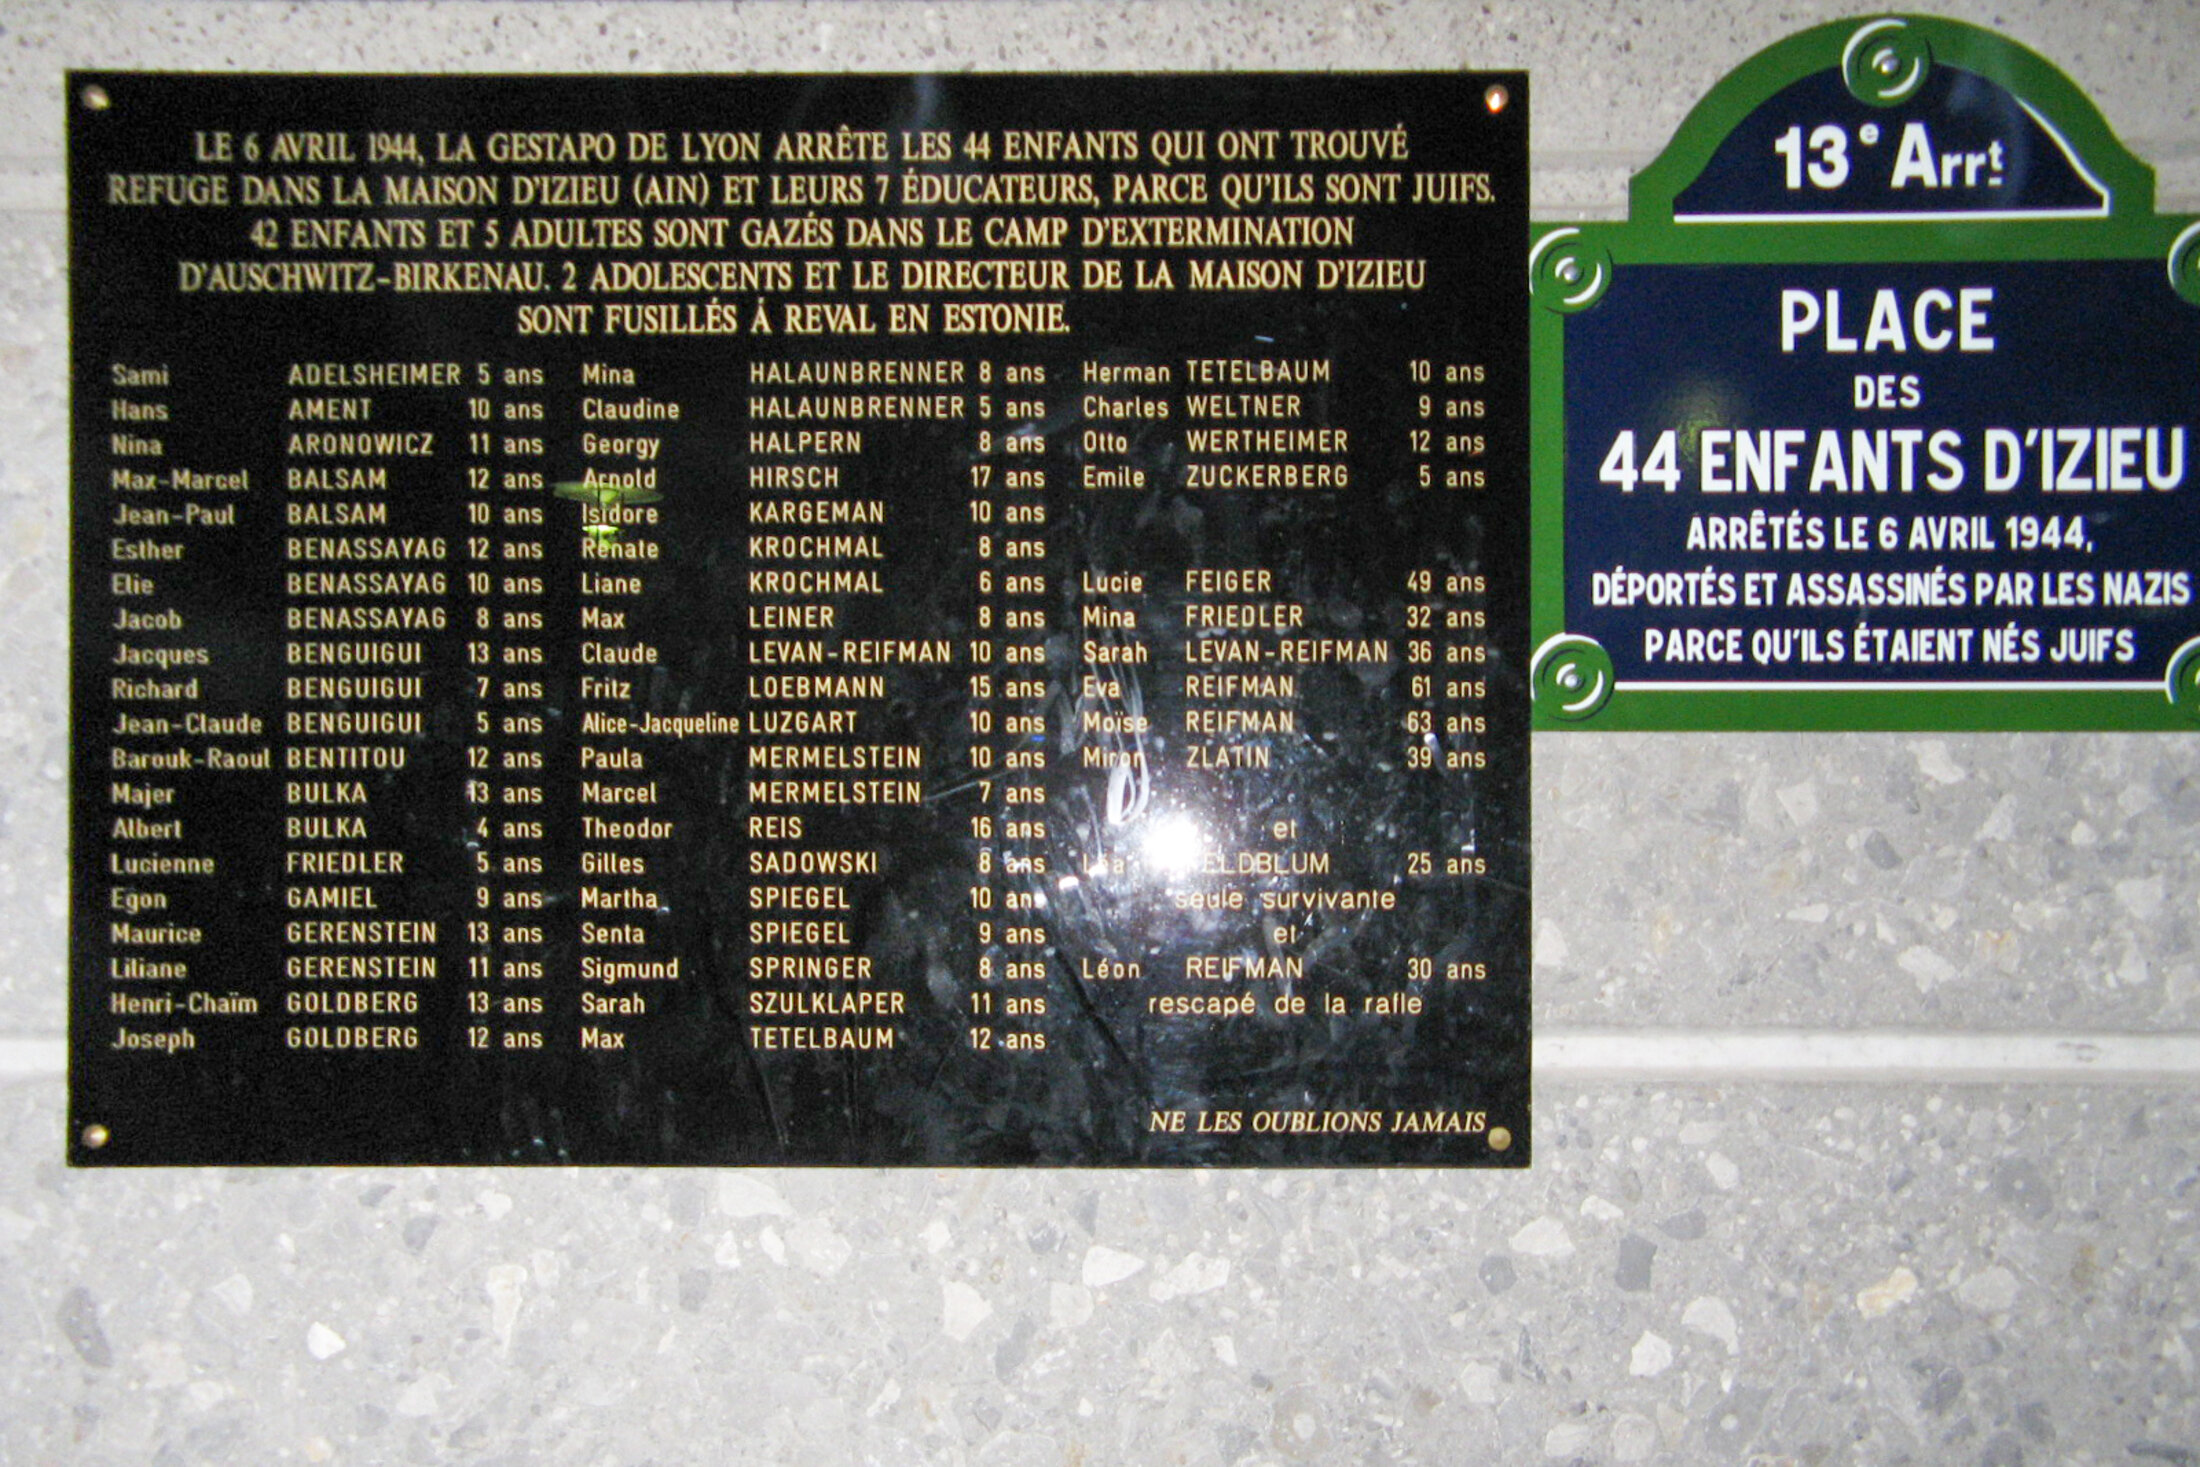 LE 6 AVRIL 1944, LA GESTAPO DE LYON ARRÊTE LES 44 ENFANTS QUI ONT TROUVÉ
REFUGE DANS LA MAISON D'IZIEU (AIN) ET LEURS 7 ÉDUCATEURS, PARCE QU'ILS SONT JUIFS.
42 ENFANTS ET 5 ADULTES SONT GAZÉS DANS LE CAMP D'EXTERMINATION
D'AUSCHWITZ-BIRKENAU. 2 ADOLESCENTS ET LE DIRECTEUR DE LA MAISON D'IZIEU
SONT FUSILLÉS À REVAL EN ESTONIE.
Sami ADELSHEIMER 5 ans
Hans AMENT 10 ans
Nina ARONOWICZ 11 ans
Max-Marcel BALSAM 12 ans
Jean-Paul BALSAM 10 ans
Esther BENASSAYAG 12 ans
Elie BENASSAYAG 10 ans
Jacob BENASSAYAG 8 ans
Jacques BENGUIGUI 13 ans
Richard BENGUIGUI 7 ans
Jean-Claude BENGUIGUI 5 ans
Barouk-Raoul BENTITOU 12 ans
Majer BULKA 13 ans
Albert BULKA 4 ans
Lucienne FRIEDLER 5 ans
Egon GAMIEL 9 ans
Maurice GERENSTEIN 13 ans
Liliane GERENSTEIN 11 ans
Henri-Chaïm GOLDBERG 13 ans
Joseph GOLDBERG 12 ans
Mina HALAUNBRENNER 8 ans
Claudine HALAUNBRENNER 5 ans
Georgy HALPERN 8 ans
Arnold HIRSCH 17 ans
Isidore KARGEMAN 10 ans
Renate KROCHMAL 8 ans
Liane KROCHMAL 6 ans
Max LEINER 8 ans
Claude LEVAN-REIFMAN 10 ans
Fritz LOEBMANN 15 ans
Alice-Jacqueline LUZGART 10 ans
Paula MERMELSTEIN 10 ans
Marcel MERMELSTEIN 7 ans
Theodor REIS 16 ans
Gilles SADOWSKI 8 ans
Martha SPIEGEL 10 ans
Senta SPIEGEL 9 ans
Sigmund SPRINGER 8 ans
Sarah SZULKLAPER 11 ans
Max TETELBAUM 12 ans
Herman TETELBAUM 10 ans
Charles WELTNER 9 ans
Otto WERTHEIMER 12 ans
Emile ZUCKERBERG 5 ans
Lucie FEIGER 49 ans
Mina FRIEDLER 32 ans
Sarah LEVAN-REIFMAN 36 ans
Eva REIFMAN 61 ans
Moïse REIFMAN 63 ans
Miron ZLATIN 39 ans
et
Léa FELDBLUM 25 ans
seule survivante
et
Léon REIFMAN 30 ans
rescapé de la rafle
NE LES OUBLIONS JAMAIS
13e Arrt
PLACE
DES
44 ENFANTS D'IZIEU
ARRÊTÉS LE 6 AVRIL 1944,
DÉPORTÉS ET ASSASSINÉS PAR LES NAZIS
PARCE QU'ILS ÉTAIENT NÉS JUIFS